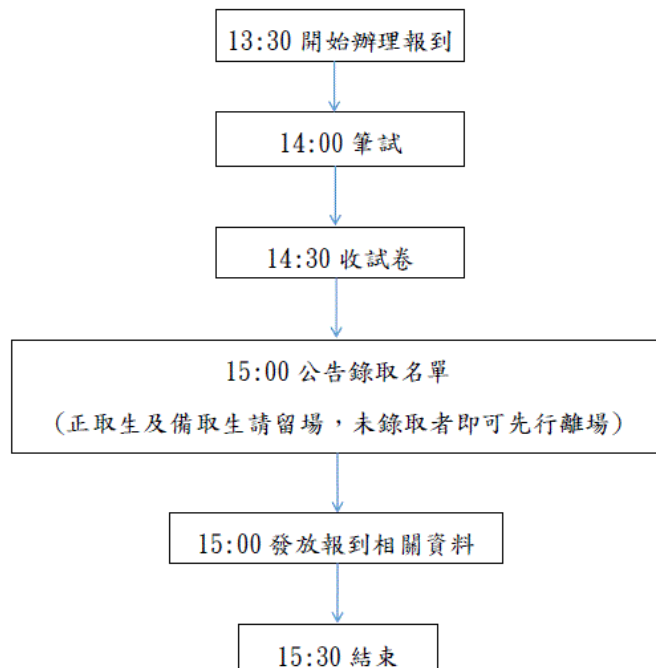 13:30 開始辦理報到
14:00 筆試
14:30 收試卷
15:00 公告錄取名單
(正取生及備取生請留場，未錄取者即可先行離場)
15:00 發放報到相關資料
15:30 結束